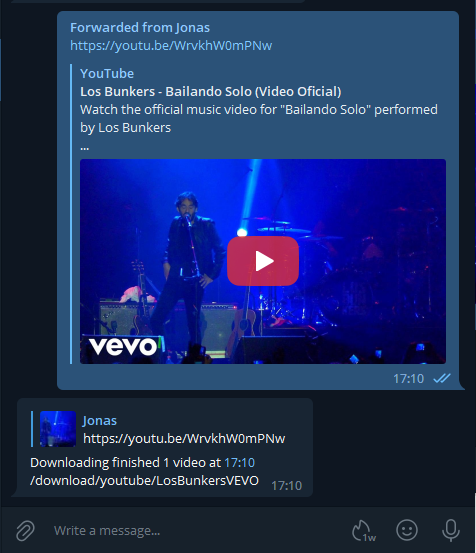 Forwarded from Jonas
https://youtu.be/WrvkhW0mPNw
YouTube
Los Bunkers - Bailando Solo (Video Oficial)
Watch the official music video for "Bailando Solo" performed
by Los Bunkers
...
vevo
17:10
Jonas
https://youtu.be/WrvkhW0mPNw
Downloading finished 1 video at 17:10
/download/youtube/LosBunkersVEVO 17:10
Write a message...
1w